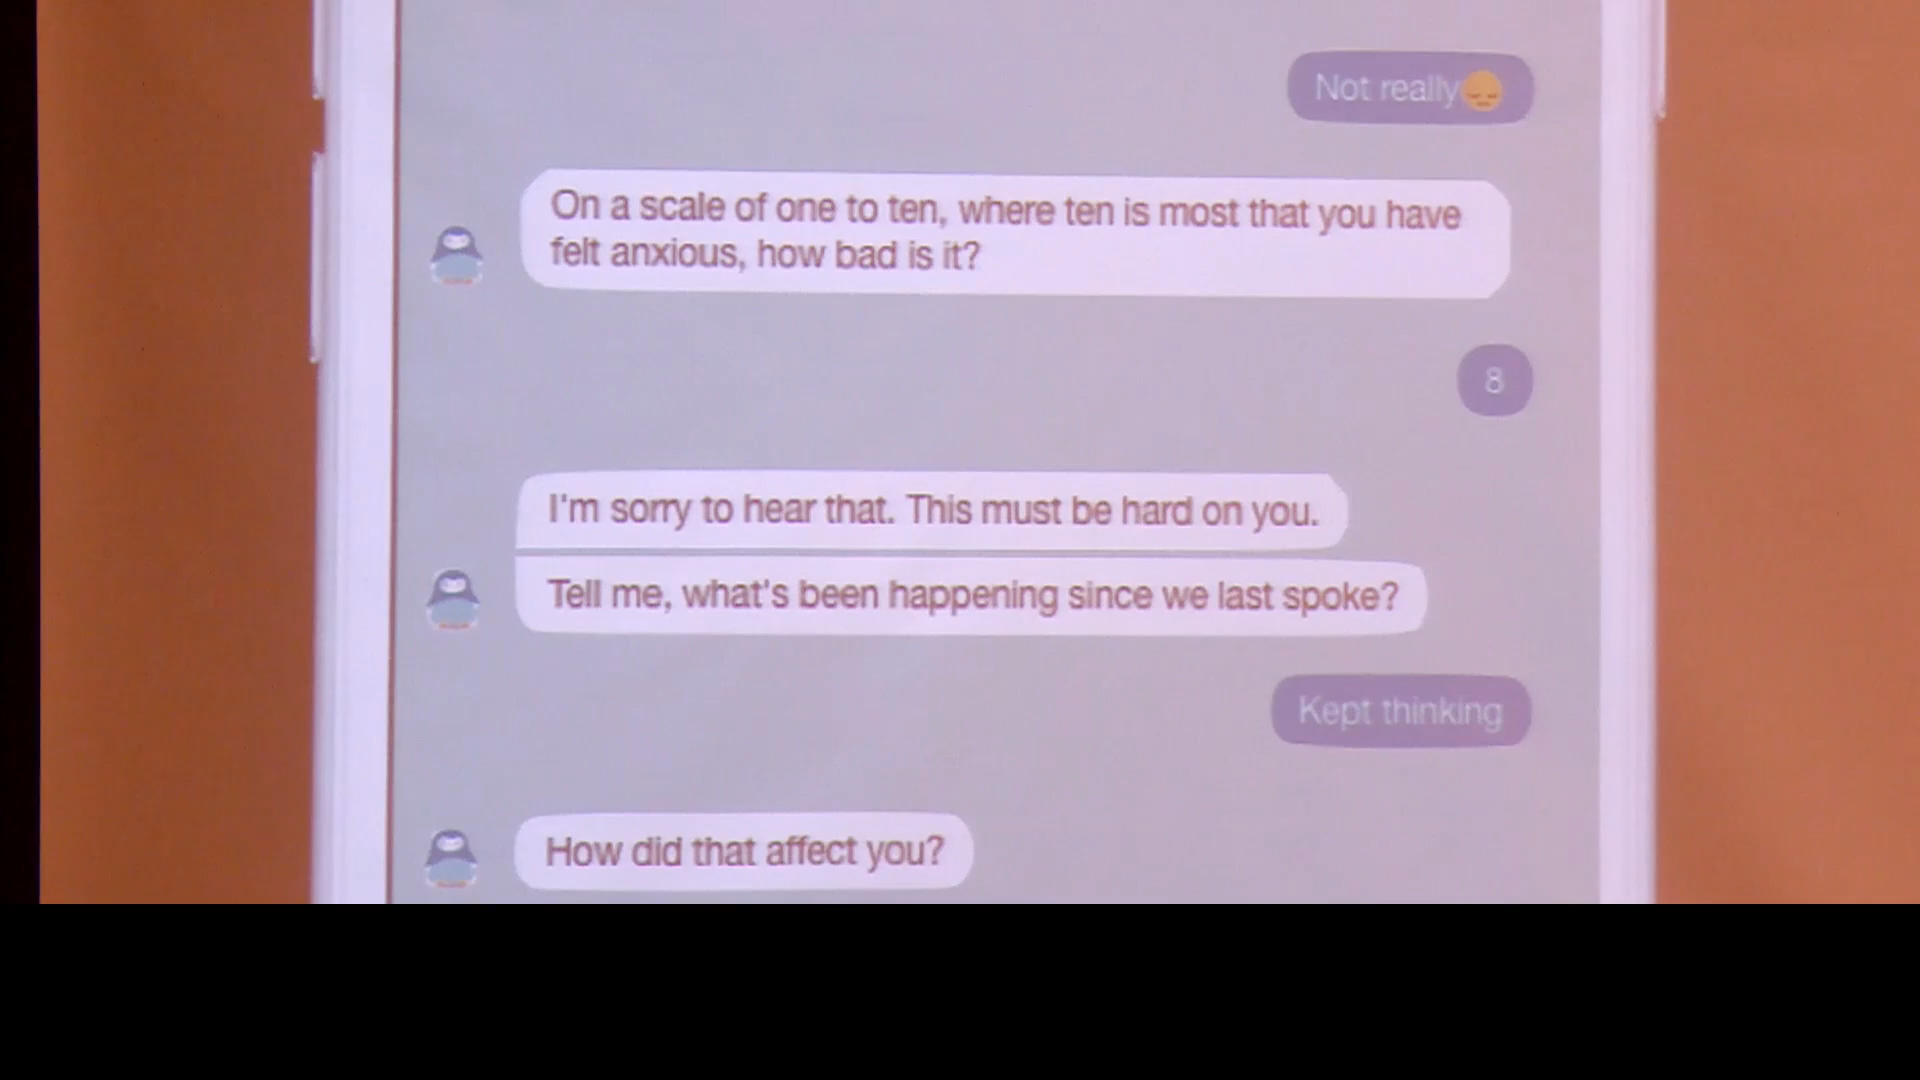 Not really😞
On a scale of one to ten, where ten is most that you have
felt anxious, how bad is it?
8
I'm sorry to hear that. This must be hard on you.
Tell me, what's been happening since we last spoke?
Kept thinking
How did that affect you?